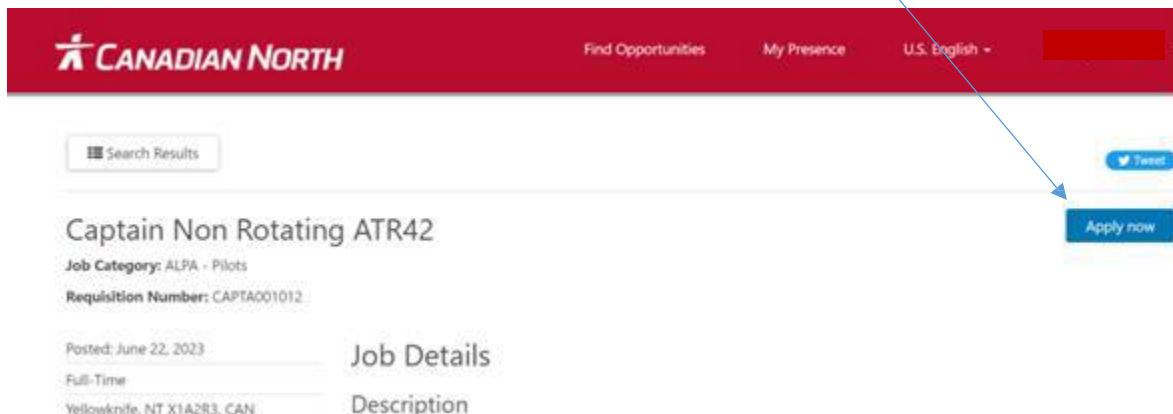 CANADIAN NORTH
Find Opportunities My Presence U.S. English
Search Results
Tweet
Captain Non Rotating ATR42
Apply now
Job Category: ALPA - Pilots
Requisition Number: CAPTA001012
Posted: June 22, 2023
Job Details
Full-Time
Yellowknife, NT X1A2R3, CAN
Description